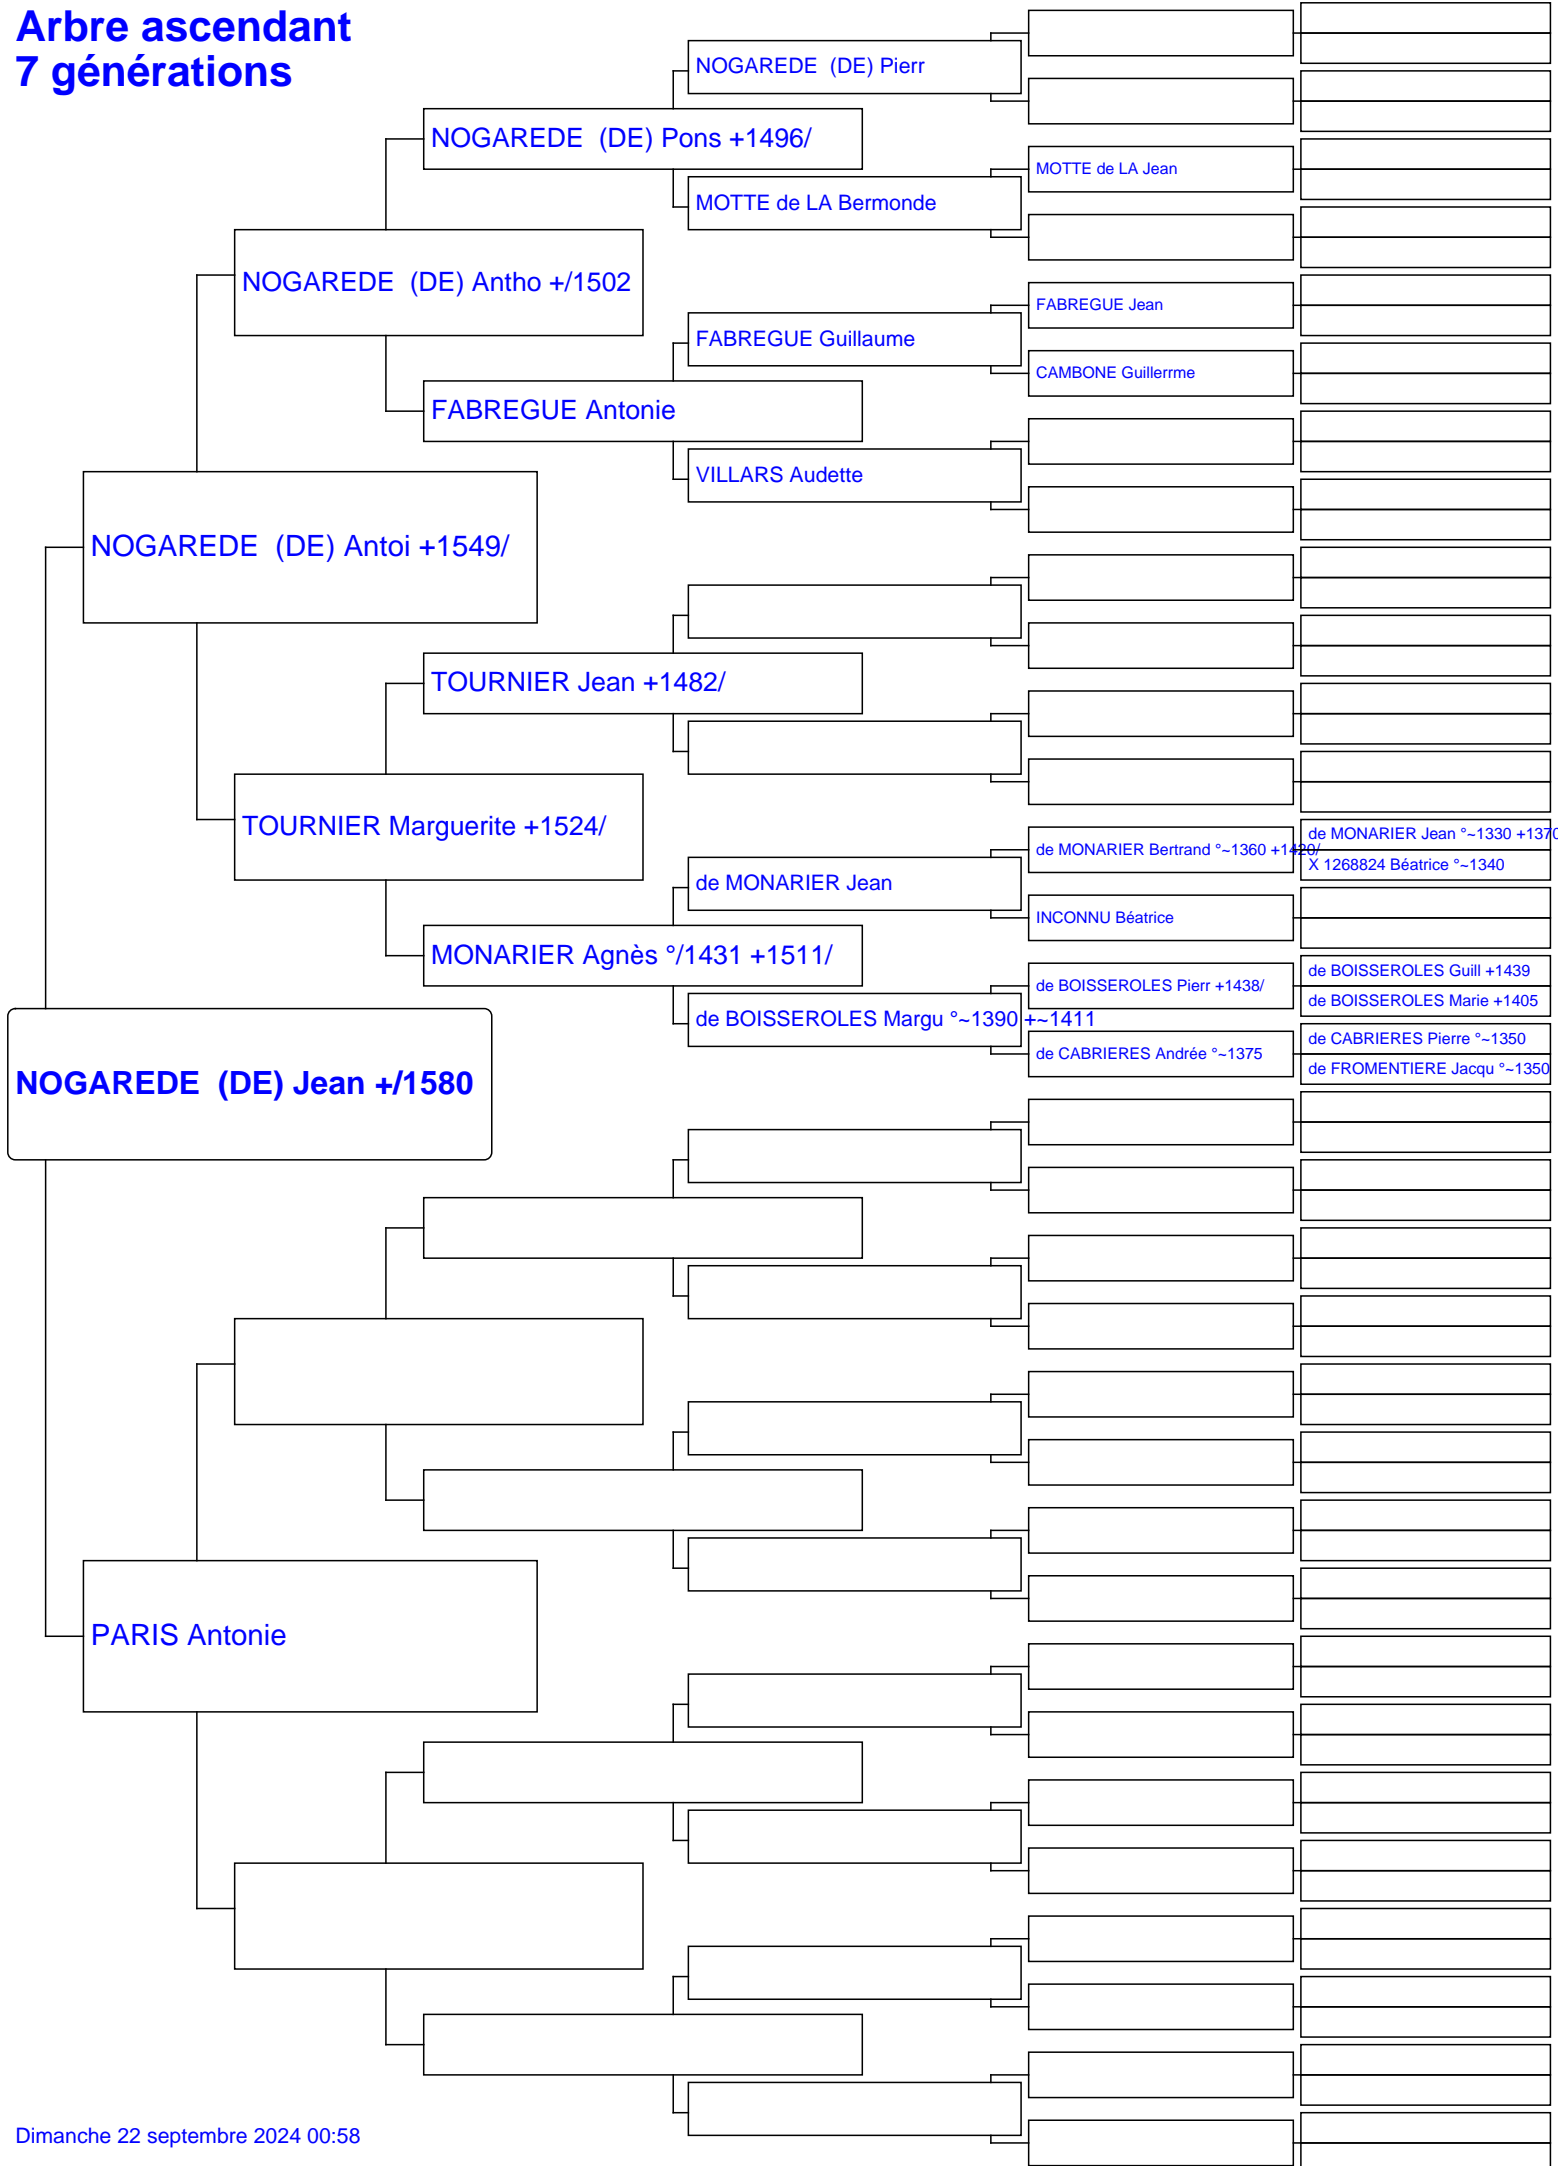 Arbre ascendant
7 générations
NOGAREDE  (DE) Pierr
NOGAREDE  (DE) Pons +1496/
MOTTE de LA Jean
MOTTE de LA Bermonde
NOGAREDE  (DE) Antho +/1502
FABREGUE Jean
FABREGUE Guillaume
CAMBONE Guillerrme
FABREGUE Antonie
VILLARS Audette
NOGAREDE  (DE) Antoi +1549/
TOURNIER Jean +1482/
TOURNIER Marguerite +1524/
de MONARIER Jean °~1330 +1370
de MONARIER Bertrand °~1360 +1420/
X 1268824 Béatrice °~1340
de MONARIER Jean
INCONNU Béatrice
MONARIER Agnès °/1431 +1511/
de BOISSEROLES Guill +1439
de BOISSEROLES Pierr +1438/
de BOISSEROLES Marie +1405
de BOISSEROLES Margu °~1390 +~1411
de CABRIERES Pierre °~1350
de CABRIERES Andrée °~1375
de FROMENTIERE Jacqu °~1350
NOGAREDE  (DE) Jean +/1580
PARIS Antonie
Dimanche 22 septembre 2024 00:58